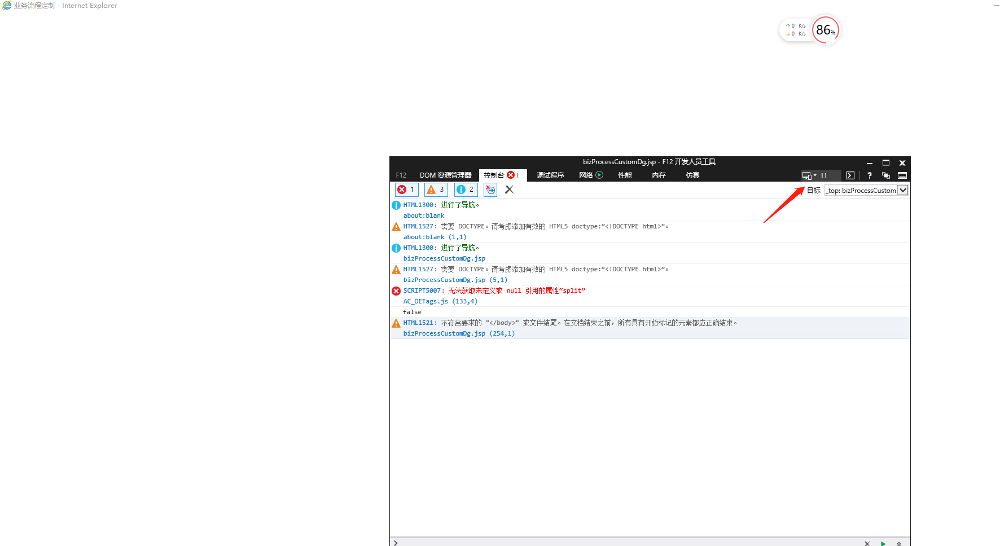 业务流程定制 - Internet Explorer
↑ 0 K/s
↓ 0 K/s
86%
bizProcessCustomDg.jsp - F12 开发人员工具
F12 DOM 资源管理器 控制台 1 调试程序 网络 性能 内存 仿真 11 ?
1 3 2 目标 _top: bizProcessCustom
HTML1300: 进行了导航。
about:blank
HTML1527: 需要 DOCTYPE。请考虑添加有效的 HTML5 doctype:“<!DOCTYPE html>”。
about:blank (1,1)
HTML1300: 进行了导航。
bizProcessCustomDg.jsp
HTML1527: 需要 DOCTYPE。请考虑添加有效的 HTML5 doctype:“<!DOCTYPE html>”。
bizProcessCustomDg.jsp (5,1)
SCRIPT5007: 无法获取未定义或 null 引用的属性“split”
AC_OETags.js (133,4)
false
HTML1521: 不符合要求的 "</body>" 或文件结尾。在文档结束之前，所有具有开始标记的元素都应正确结束。
bizProcessCustomDg.jsp (254,1)